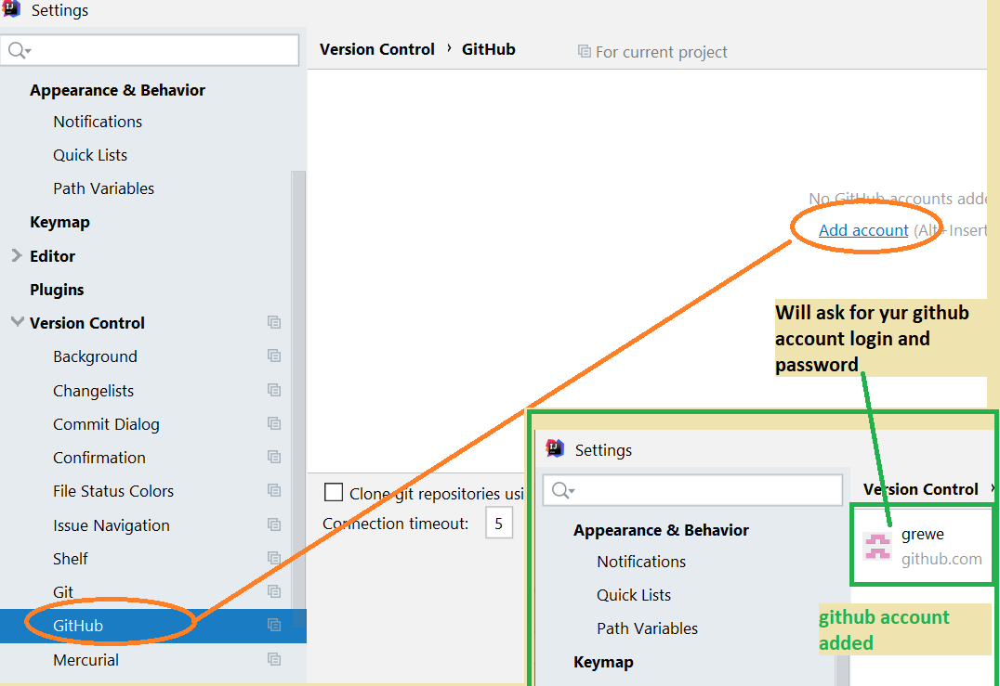 Settings
Version Control › GitHub
For current project
Appearance & Behavior
Notifications
Quick Lists
Path Variables
Keymap
Editor
Plugins
Version Control
Background
Changelists
Commit Dialog
Confirmation
File Status Colors
Issue Navigation
Shelf
Git
GitHub
Mercurial
No GitHub accounts adde
Add account (Alt+Insert
Will ask for yur github
account login and
password
Clone git repositories usi
Connection timeout: 5
Settings
Version Control ›
Appearance & Behavior
Notifications
Quick Lists
Path Variables
Keymap
grewe
github.com
github account
added